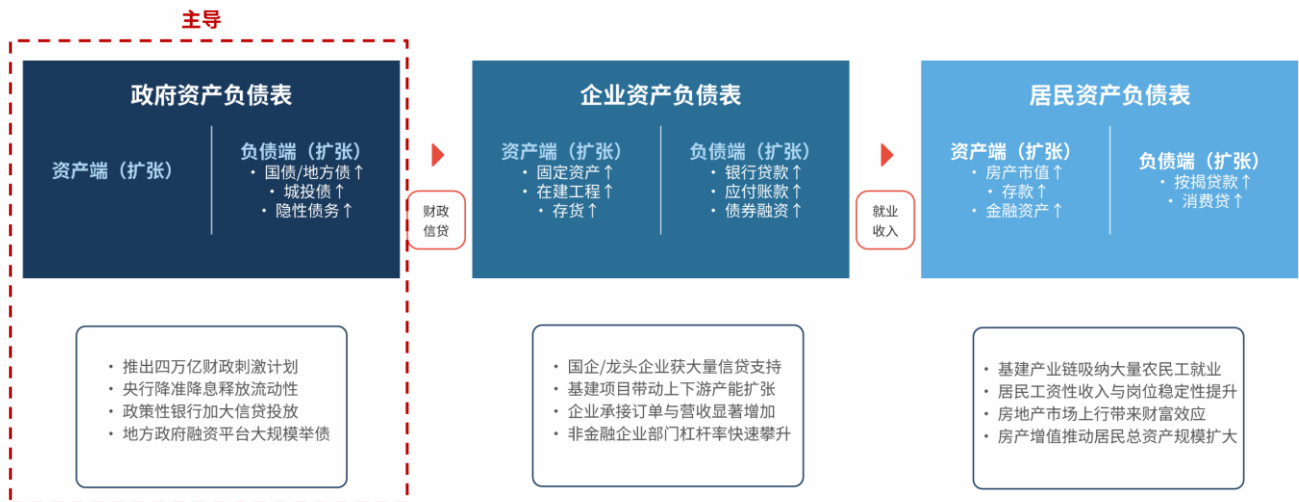 主导
政府资产负债表
资产端（扩张）
负债端（扩张）
• 国债/地方债↑
• 城投债↑
• 隐性债务↑
财政
信贷
企业资产负债表
资产端（扩张）
• 固定资产↑
• 在建工程↑
• 存货↑
负债端（扩张）
• 银行贷款↑
• 应付账款↑
• 债券融资↑
就业
收入
居民资产负债表
资产端（扩张）
• 房产市值↑
• 存款↑
• 金融资产↑
负债端（扩张）
• 按揭贷款↑
• 消费贷↑
• 推出四万亿财政刺激计划
• 央行降准降息释放流动性
• 政策性银行加大信贷投放
• 地方政府融资平台大规模举债
• 国企/龙头企业获大量信贷支持
• 基建项目带动上下游产能扩张
• 企业承接订单与营收显著增加
• 非金融企业部门杠杆率快速攀升
• 基建产业链吸纳大量农民工就业
• 居民工资性收入与岗位稳定性提升
• 房地产市场上行带来财富效应
• 房产增值推动居民总资产规模扩大